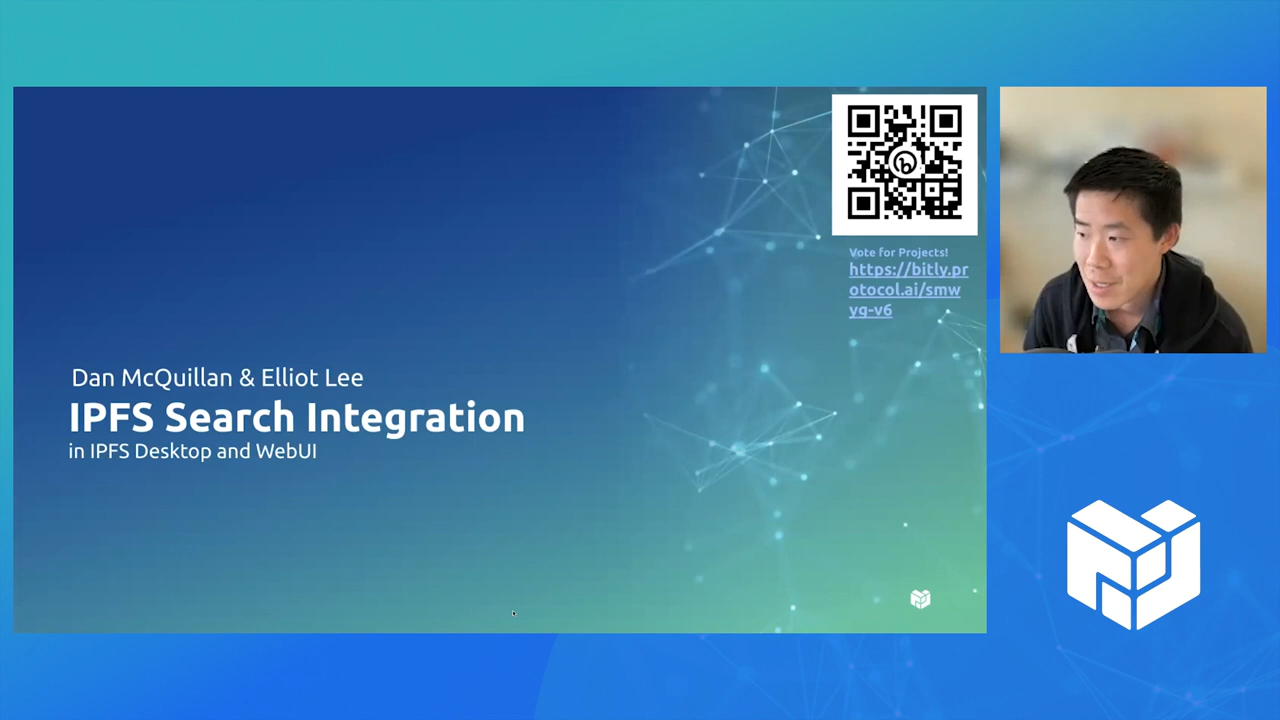 Vote for Projects!
https://bitly.pr
otocol.ai/smw
yg-v6
Dan McQuillan & Elliot Lee
IPFS Search Integration
in IPFS Desktop and WebUI